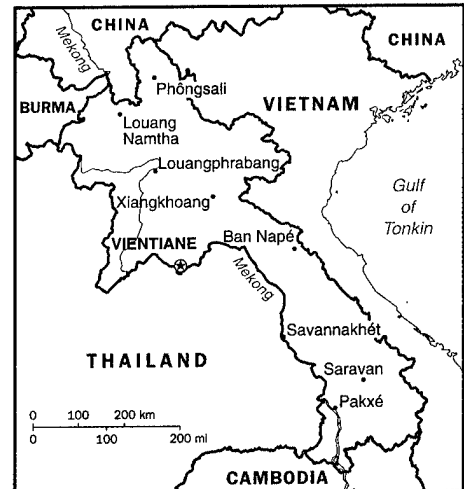 CHINA
CHINA
Mekong
Phôngsali
BURMA
VIETNAM
Louang
Namtha
Louangphrabang
Gulf
of
Tonkin
Xiangkhoang
VIENTIANE
Ban Napé
Mekong
Savannakhét
THAILAND
Saravan
Pakxé
0 100 200 km
0 100 200 mi
CAMBODIA